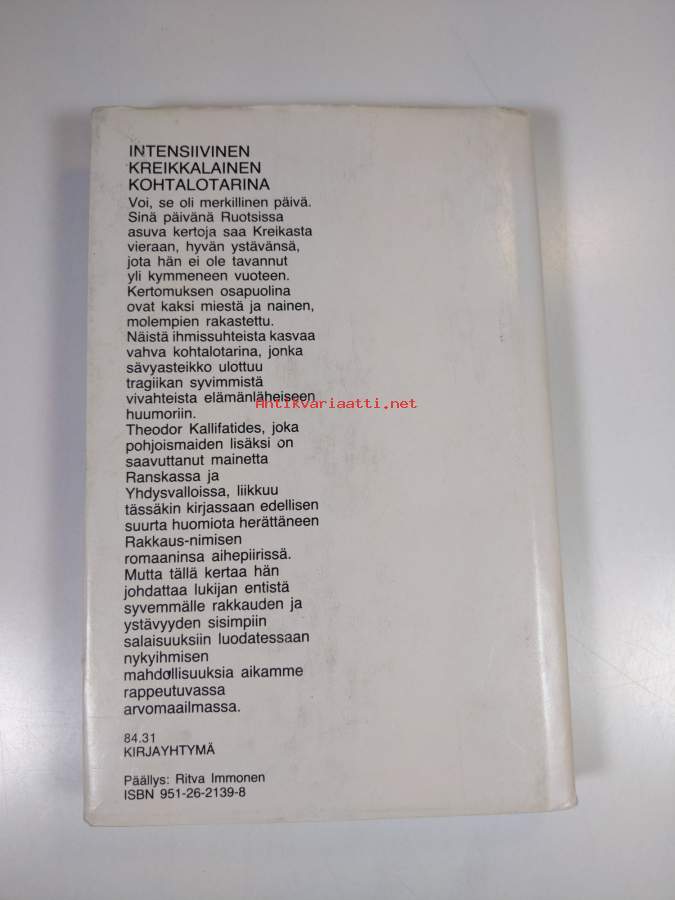 INTENSIIVINEN
KREIKKALAINEN
KOHTALOTARINA
Voi, se oli merkillinen päivä.
Sinä päivänä Ruotsissa
asuva kertoja saa Kreikasta
vieraan, hyvän ystävänsä,
jota hän ei ole tavannut
yli kymmeneen vuoteen.
Kertomuksen osapuolina
ovat kaksi miestä ja nainen,
molempien rakastettu.
Näistä ihmissuhteista kasvaa
vahva kohtalotarina, jonka
sävyasteikko ulottuu
tragiikan syvimmistä
vivahteista elämänläheiseen
Antikvariaatti.net
huumoriin.
Theodor Kallifatides, joka
pohjoismaiden lisäksi on
saavuttanut mainetta
Ranskassa ja
Yhdysvalloissa, liikkuu
tässäkin kirjassaan edellisen
suurta huomiota herättäneen
Rakkaus-nimisen
romaaninsa aihepiirissä.
Mutta tällä kertaa hän
johdattaa lukijan entistä
syvemmälle rakkauden ja
ystävyyden sisimpiin
salaisuuksiin luodatessaan
nykyihmisen
mahdollisuuksia aikamme
rappeutuvassa
arvomaailmassa.
84.31
KIRJAYHTYMÄ
Päällys: Ritva Immonen
ISBN 951-26-2139-8